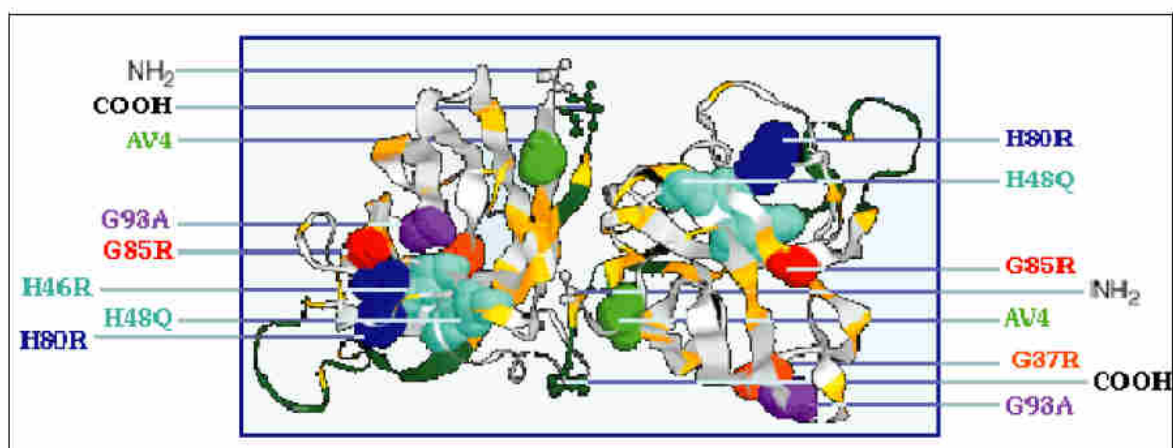 NH2
COOH
AV4
G93A
G85R
H46R
H48Q
H80R
H80R
H48Q
G85R
NH2
AV4
G37R
COOH
G93A